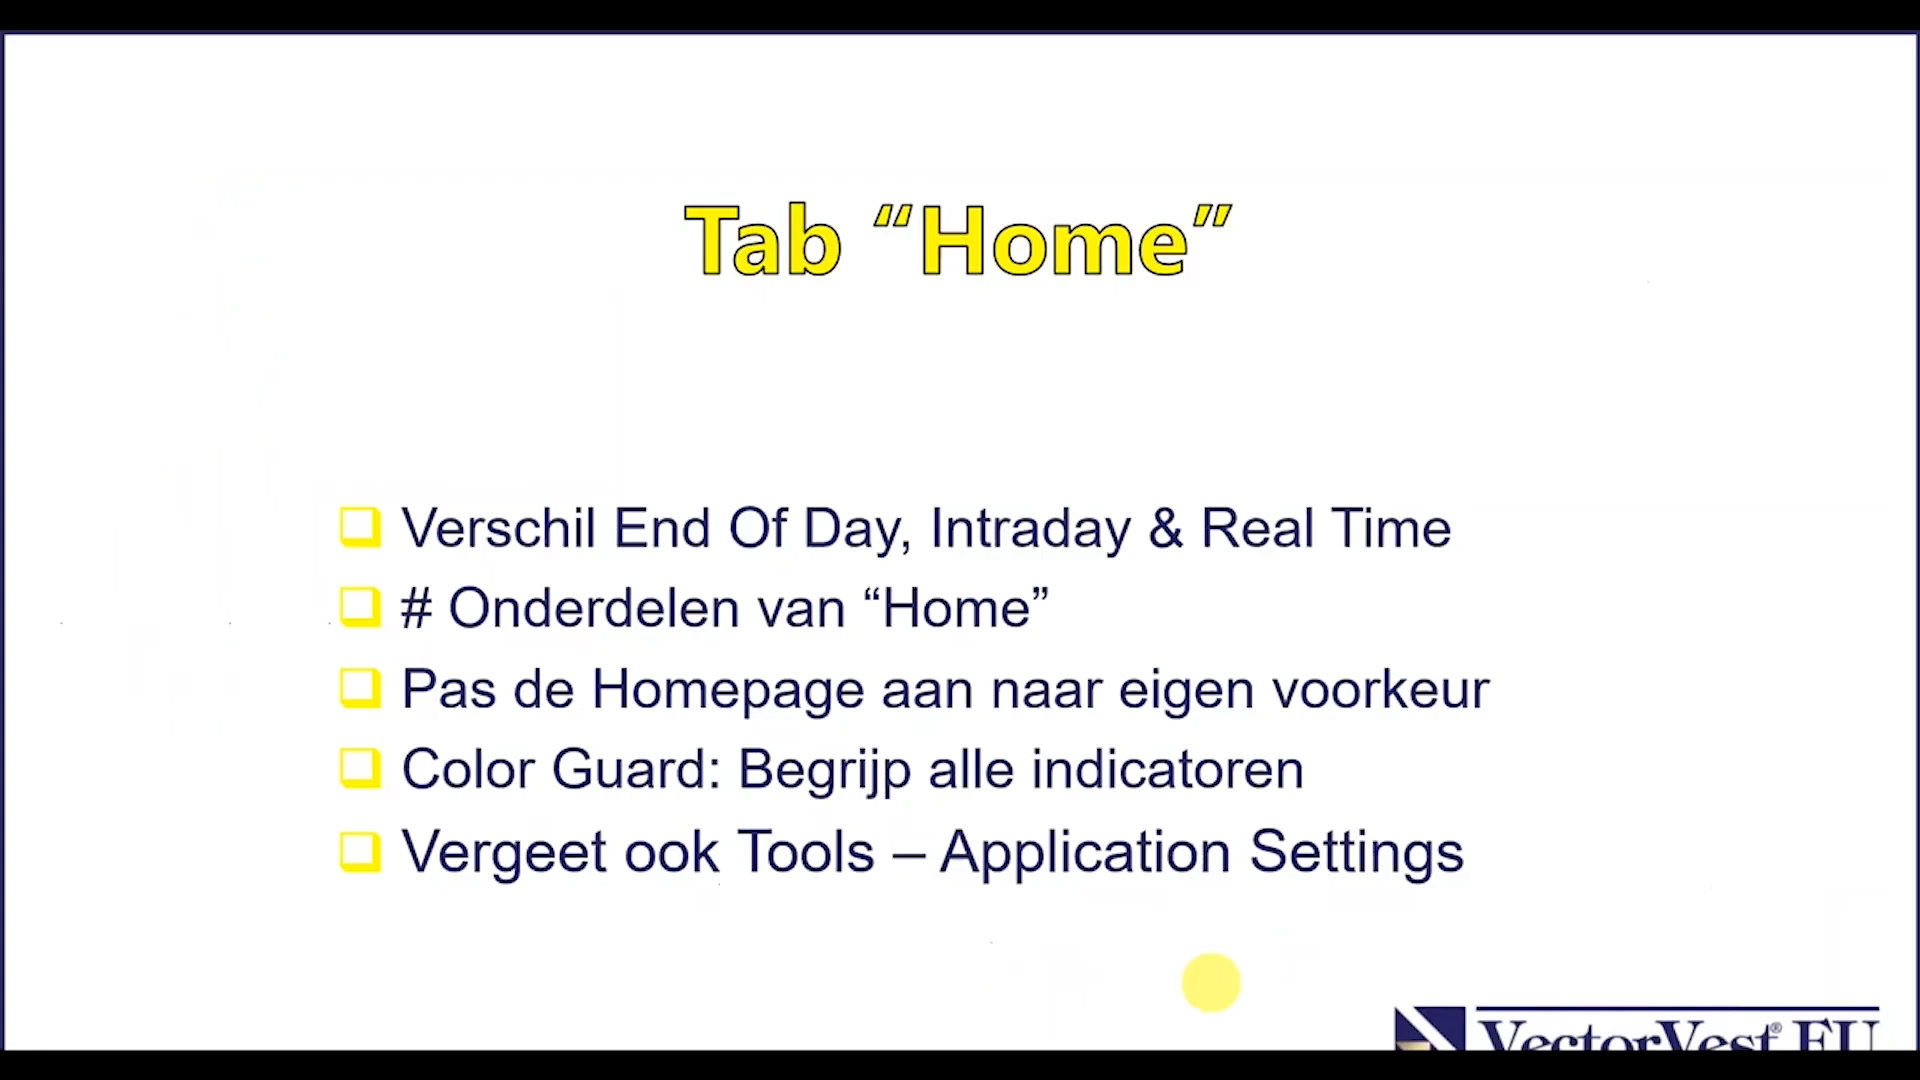 Tab “Home”
Verschil End Of Day, Intraday & Real Time
# Onderdelen van “Home”
Pas de Homepage aan naar eigen voorkeur
Color Guard: Begrijp alle indicatoren
Vergeet ook Tools – Application Settings
VectorVest® EU